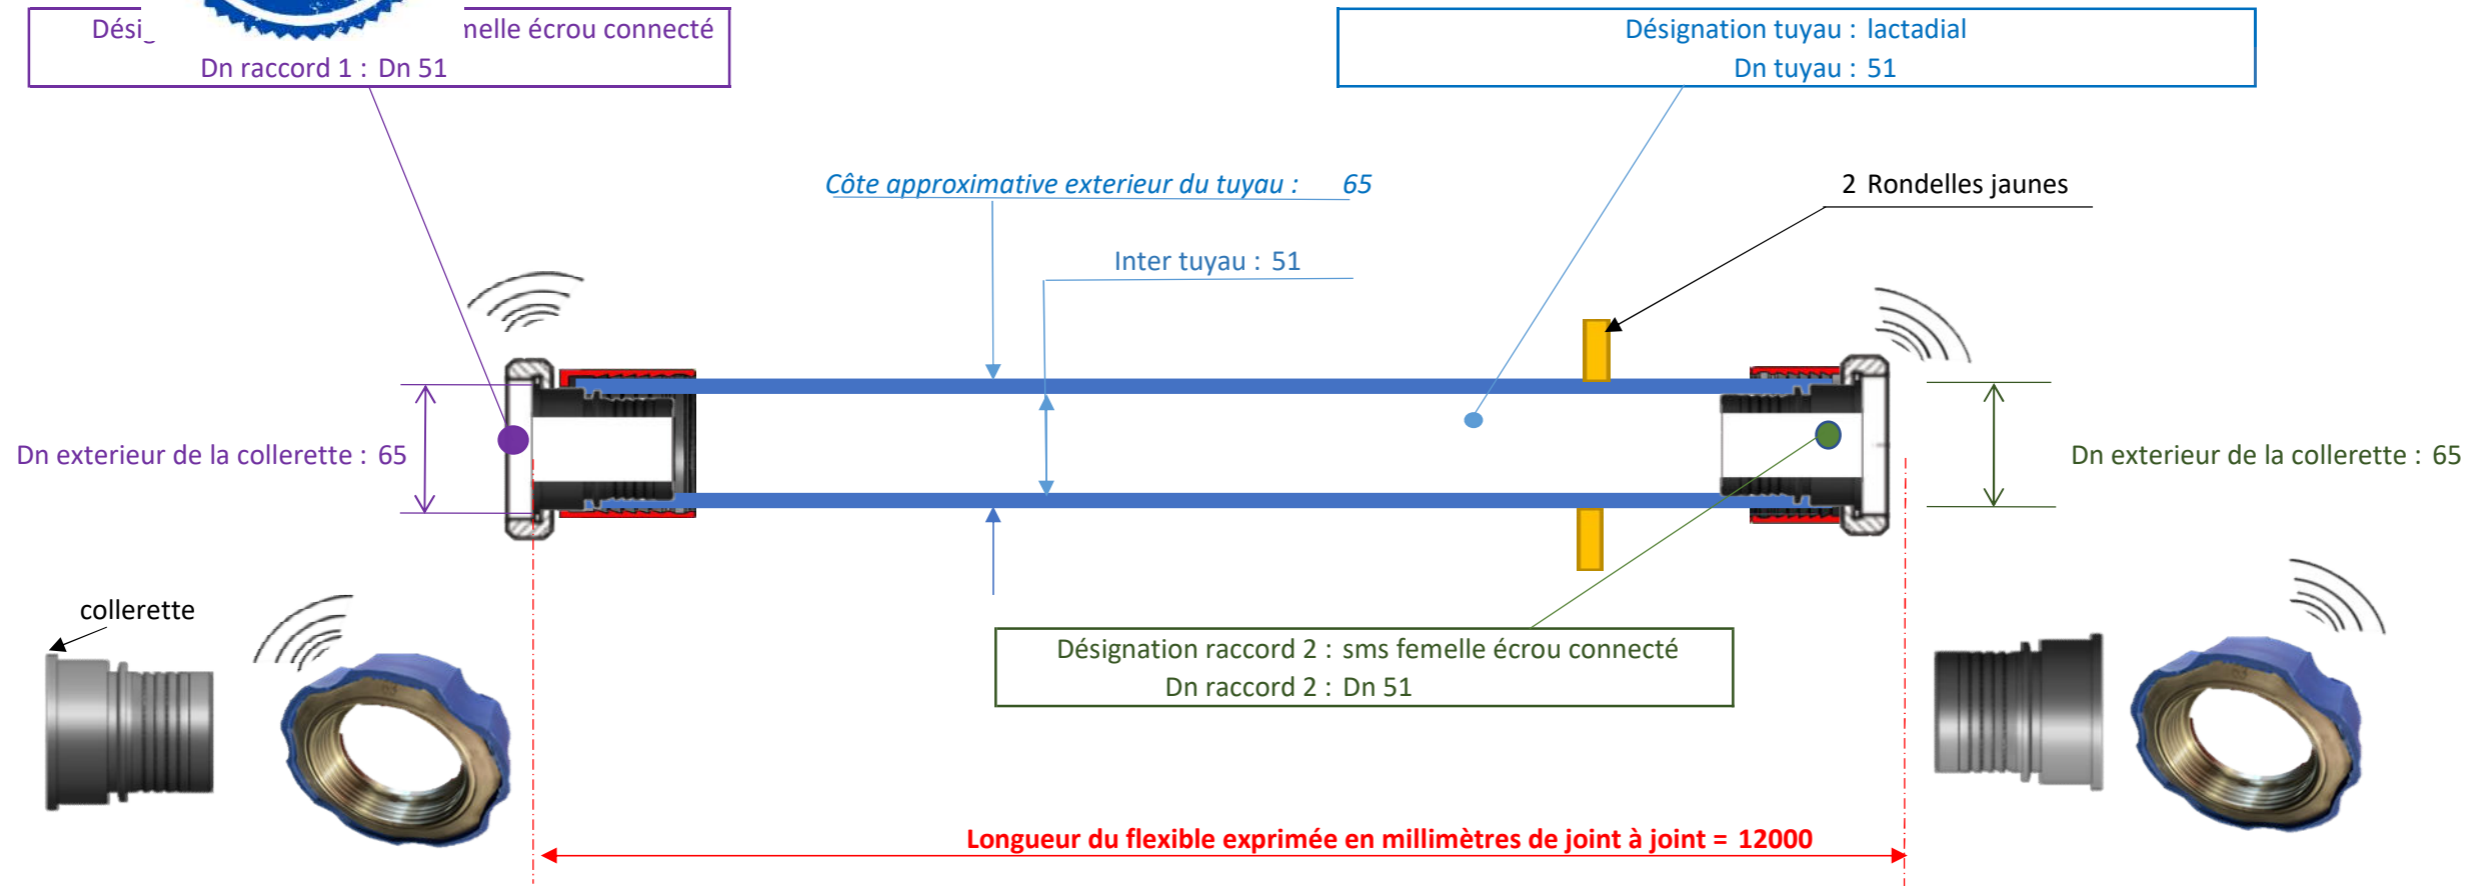 melle écrou connecté
Dn raccord 1 : Dn 51
Désignation tuyau : lactadial
Dn tuyau : 51
Côte approximative exterieur du tuyau : 65
2 Rondelles jaunes
Inter tuyau : 51
Dn exterieur de la collerette : 65
Dn exterieur de la collerette : 65
collerette
Désignation raccord 2 : sms femelle écrou connecté
Dn raccord 2 : Dn 51
Longueur du flexible exprimée en millimètres de joint à joint = 12000